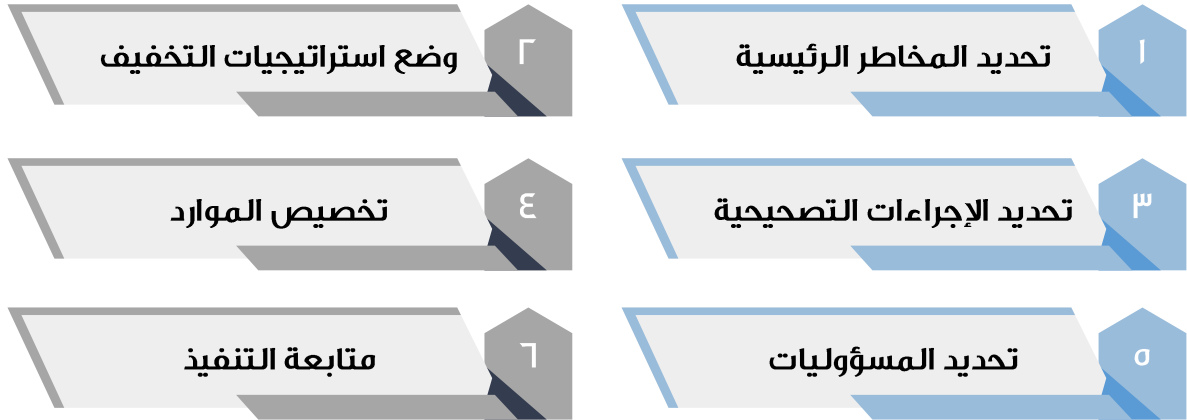 ١
تحديد المخاطر الرئيسية
٢
وضع استراتيجيات التخفيف
٣
تحديد الإجراءات التصحيحية
٤
تخصيص الموارد
٥
تحديد المسؤوليات
٦
متابعة التنفيذ